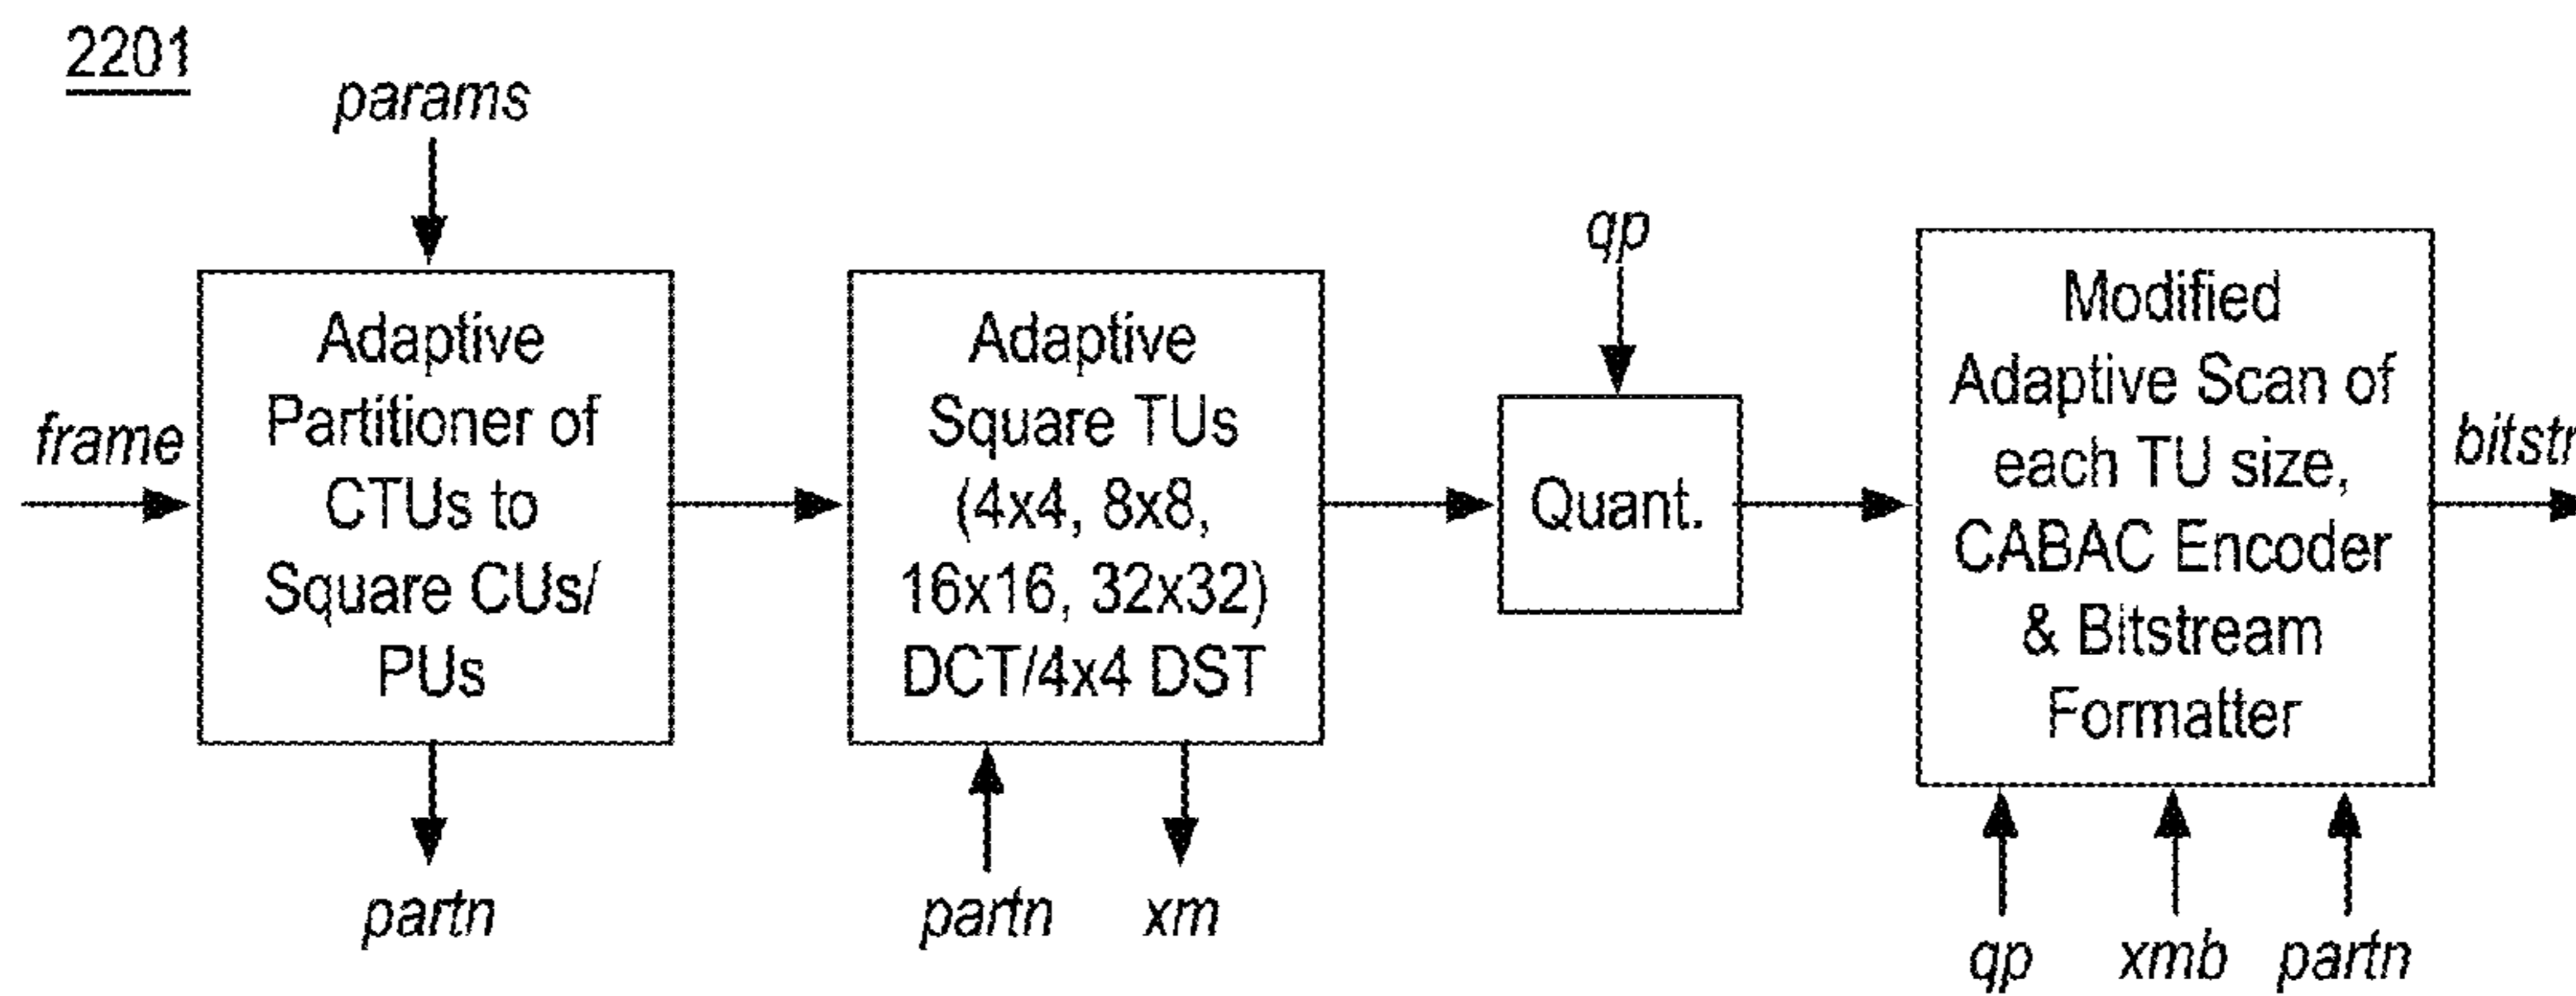 2201
params
frame
Adaptive
Partitioner of
CTUs to
Square CUs/
PUs
partn
Adaptive
Square TUs
(4x4, 8x8,
16x16, 32x32)
DCT/4x4 DST
partn
xm
qp
Quant.
Modified
Adaptive Scan of
each TU size,
CABAC Encoder
& Bitstream
Formatter
qp
xmb
partn
bitstr